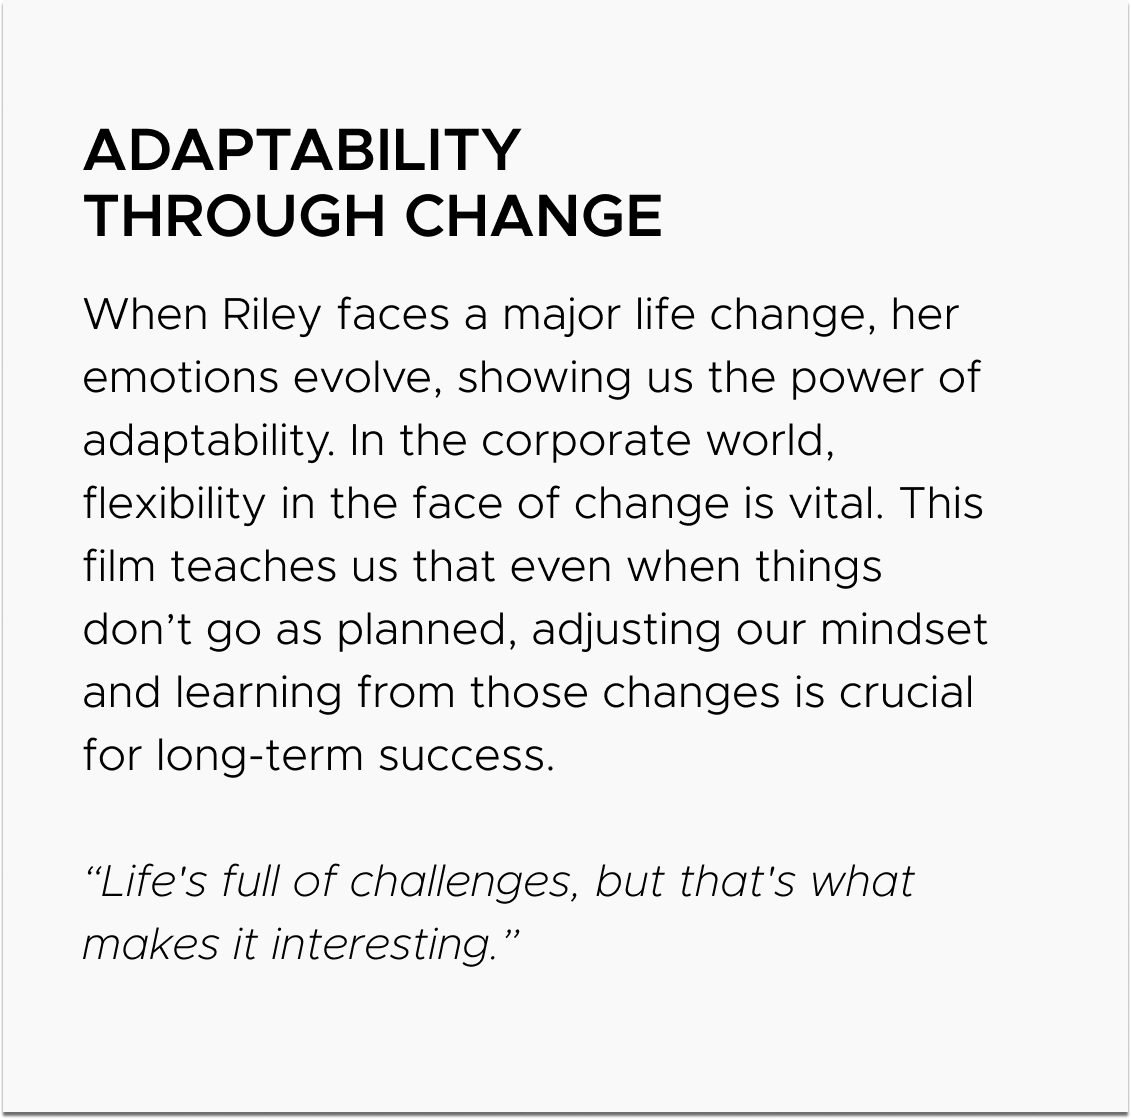 ADAPTABILITY
THROUGH CHANGE
When Riley faces a major life change, her
emotions evolve, showing us the power of
adaptability. In the corporate world,
flexibility in the face of change is vital. This
film teaches us that even when things
don’t go as planned, adjusting our mindset
and learning from those changes is crucial
for long-term success.
“Life's full of challenges, but that's what
makes it interesting.”